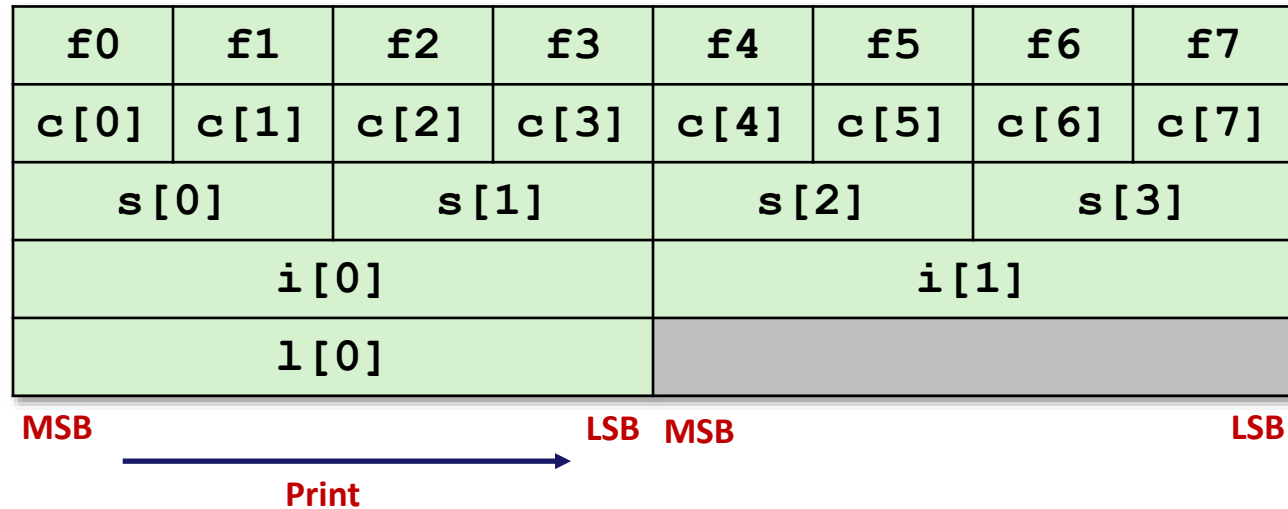 f0 f1 f2 f3 f4 f5 f6 f7
c[0] c[1] c[2] c[3] c[4] c[5] c[6] c[7]
s[0] s[1] s[2] s[3]
i[0] i[1]
l[0]
MSB LSB MSB LSB
Print